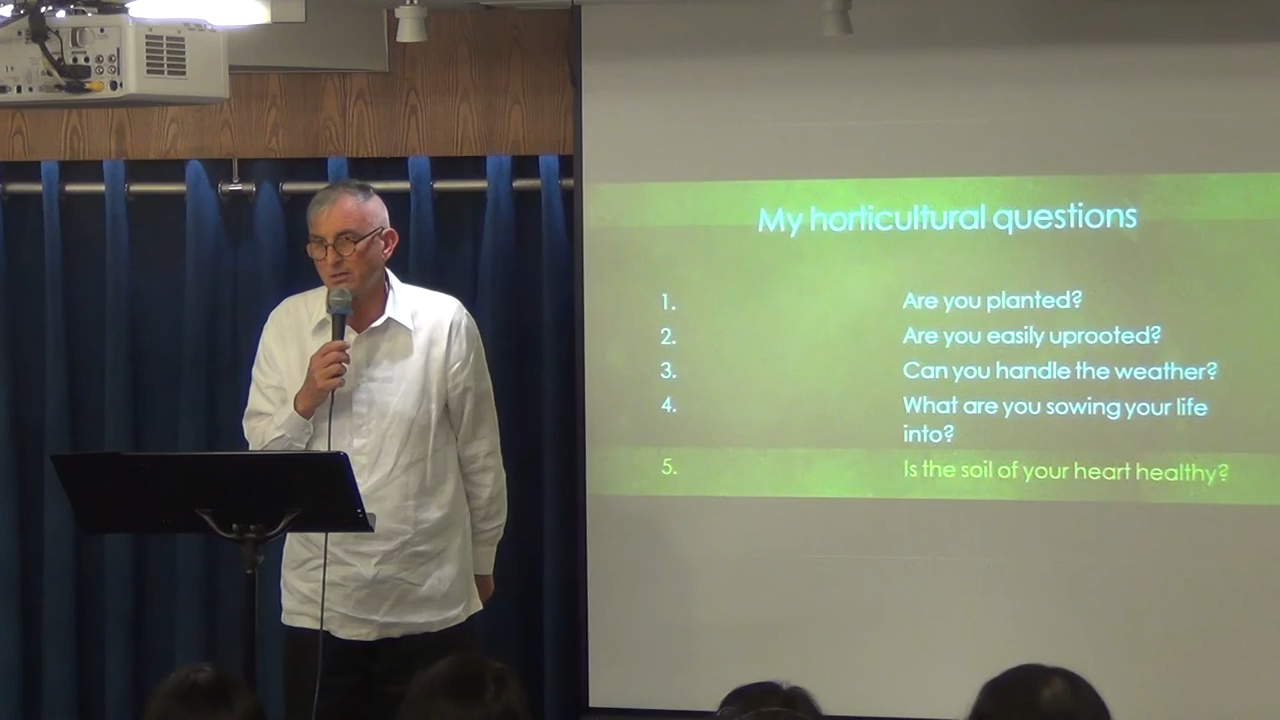 My horticultural questions
1. Are you planted?
2. Are you easily uprooted?
3. Can you handle the weather?
4. What are you sowing your life
into?
5. Is the soil of your heart healthy?